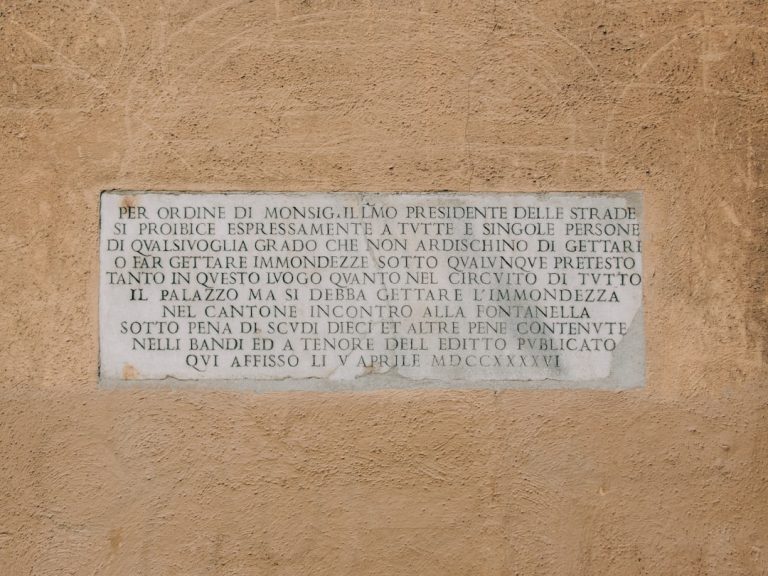 PER ORDINE DI MONSIG.ILLMO PRESIDENTE DELLE STRADE
SI PROIBICE ESPRESSAMENTE A TVTTE E SINGOLE PERSONE
DI QVALSIVOGLIA GRADO CHE NON ARDISCHINO DI GETTARE
O FAR GETTARE IMMONDEZZE SOTTO QVALVNQVE PRETESTO
TANTO IN QVESTO LVOGO QVANTO NEL CIRCVITO DI TVTTO
IL PALAZZO MA SI DEBBA GETTARE L'IMMONDEZZA
NEL CANTONE INCONTRO ALLA FONTANELLA
SOTTO PENA DI SCVDI DIECI ET ALTRE PENE CONTENVTE
NELLI BANDI ED A TENORE DELL EDITTO PVBLICATO
QVI AFFISSO LI V APRILE MDCCXXXXVI